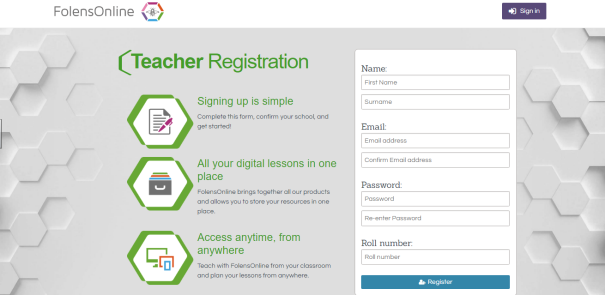 FolensOnline
Sign in
Teacher Registration
Signing up is simple
Complete this form, confirm your school, and
get started!
All your digital lessons in one
place
FolensOnline brings together all our products
and allows you to store your resources in one
place.
Access anytime, from
anywhere
Teach with FolensOnline from your classroom
and plan your lessons from anywhere.
Name:
First Name
Surname
Email:
Email address
Confirm Email address
Password:
Password
Re-enter Password
Roll number:
Roll number
Register